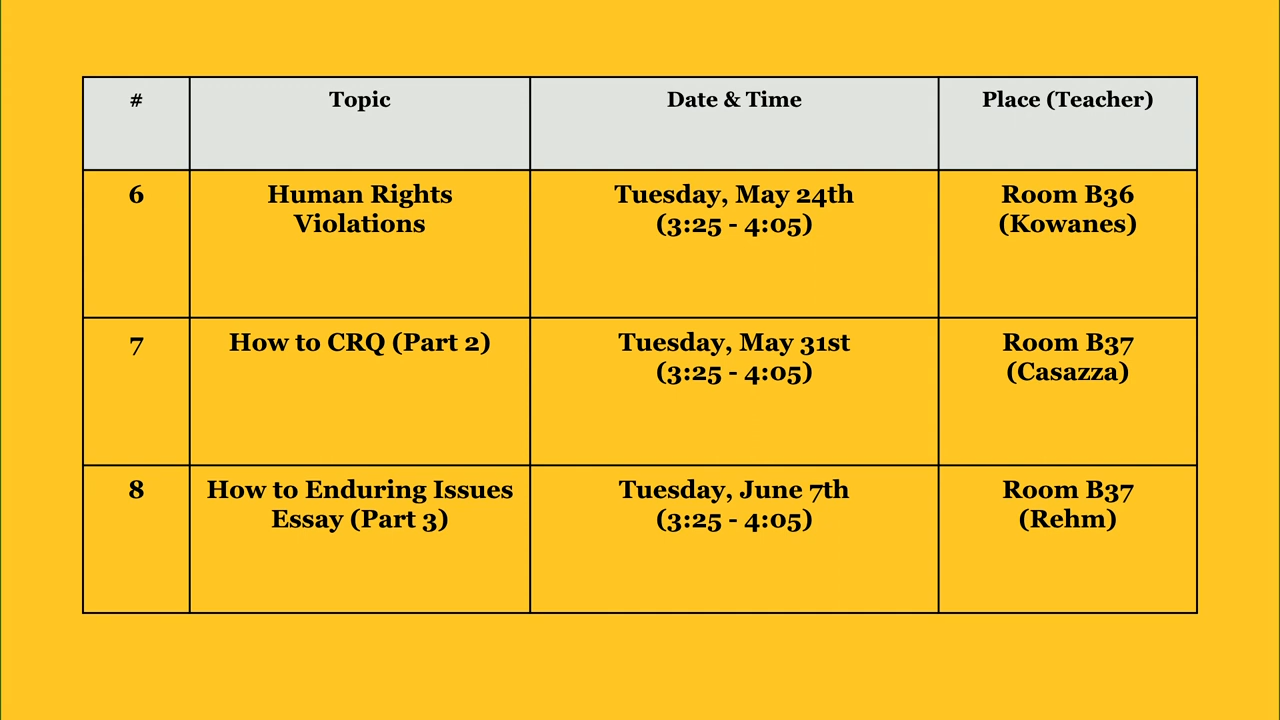 #
Topic
Date & Time
Place (Teacher)
6
Human Rights
Violations
Tuesday, May 24th
(3:25 - 4:05)
Room B36
(Kowanes)
7
How to CRQ (Part 2)
Tuesday, May 31st
(3:25 - 4:05)
Room B37
(Casazza)
8
How to Enduring Issues
Essay (Part 3)
Tuesday, June 7th
(3:25 - 4:05)
Room B37
(Rehm)